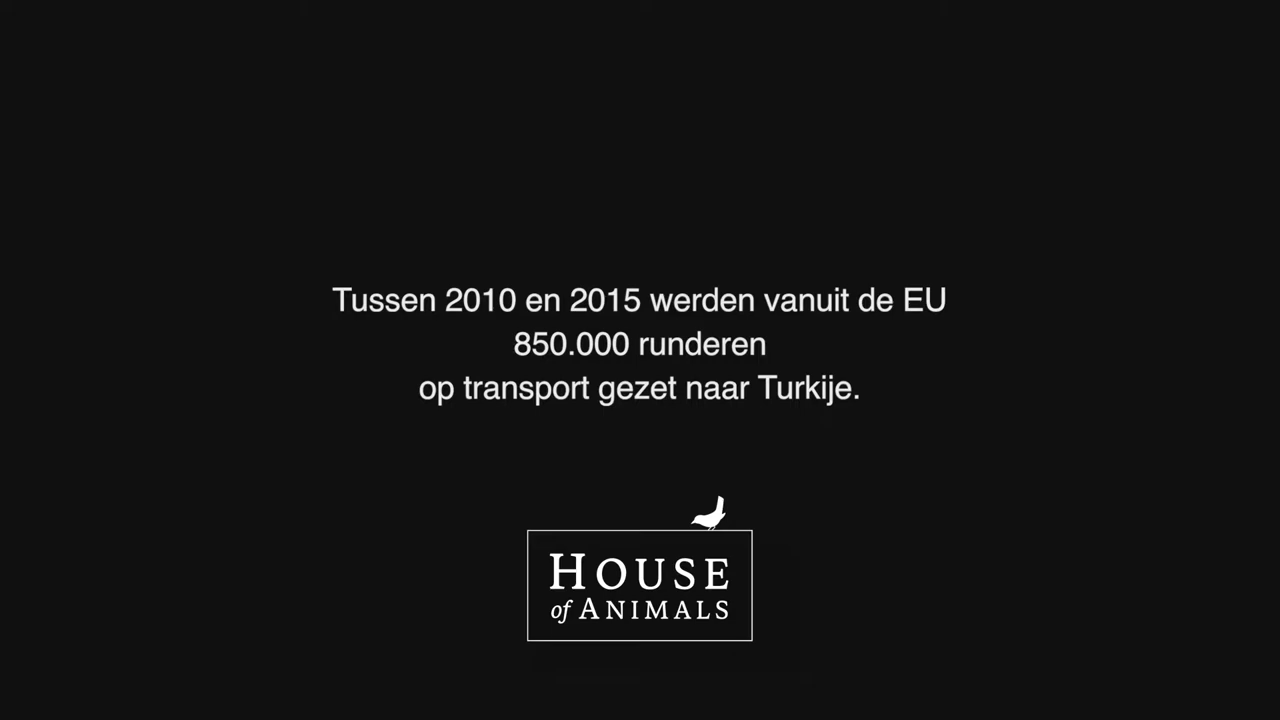 Tussen 2010 en 2015 werden vanuit de EU
850.000 runderen
op transport gezet naar Turkije.
HOUSE
of ANIMALS